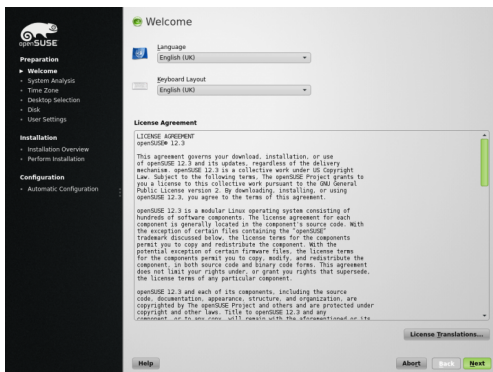 openSUSE
Preparation
Welcome
System Analysis
Time Zone
Desktop Selection
Disk
User Settings
Installation
Installation Overview
Perform Installation
Configuration
Automatic Configuration
Welcome
Language
English (UK)
Keyboard Layout
English (UK)
License Agreement
LICENSE AGREEMENT
openSUSE® 12.3
This agreement governs your download, installation, or use
of openSUSE 12.3 and its updates, regardless of the delivery
mechanism. openSUSE 12.3 is a collective work under US Copyright
Law. Subject to the following terms, The openSUSE Project grants to
you a license to this collective work pursuant to the GNU General
Public License version 2. By downloading, installing, or using
openSUSE 12.3, you agree to the terms of this agreement.
openSUSE 12.3 is a modular Linux operating system consisting of
hundreds of software components. The license agreement for each
component is generally located in the component's source code. With
the exception of certain files containing the "openSUSE"
trademark discussed below, the license terms for the components
permit you to copy and redistribute the component. With the
potential exception of certain firmware files, the license terms
for the components permit you to copy, modify, and redistribute the
component, in both source code and binary code forms. This agreement
does not limit your rights under, or grant you rights that supersede,
the license terms of any particular component.
openSUSE 12.3 and each of its components, including the source
code, documentation, appearance, structure, and organization, are
copyrighted by The openSUSE Project and others and are protected under
copyright and other laws. Title to openSUSE 12.3 and any
component, or to any copy, will remain with the aforementioned or its
License Translations...
Help
Abort
Back
Next